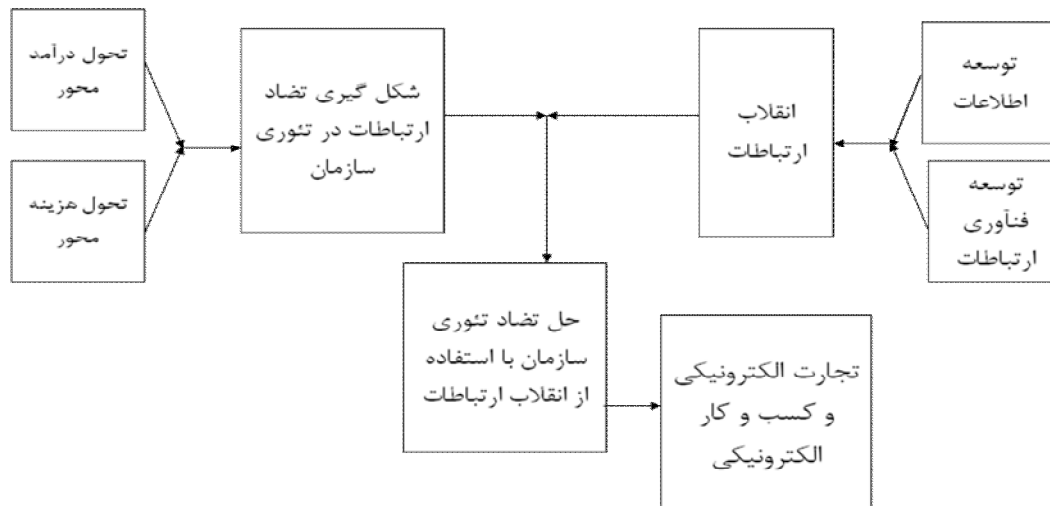 تحول درآمد
محور
تحول هزینه
محور
شکل گیری تضاد
ارتباطات در تئوری
سازمان
انقلاب
ارتباطات
توسعه
اطلاعات
توسعه
فنآوری
ارتباطات
حل تضاد تئوری
سازمان با استفاده
از انقلاب ارتباطات
تجارت الکترونیکی
و کسب و کار
الکترونیکی